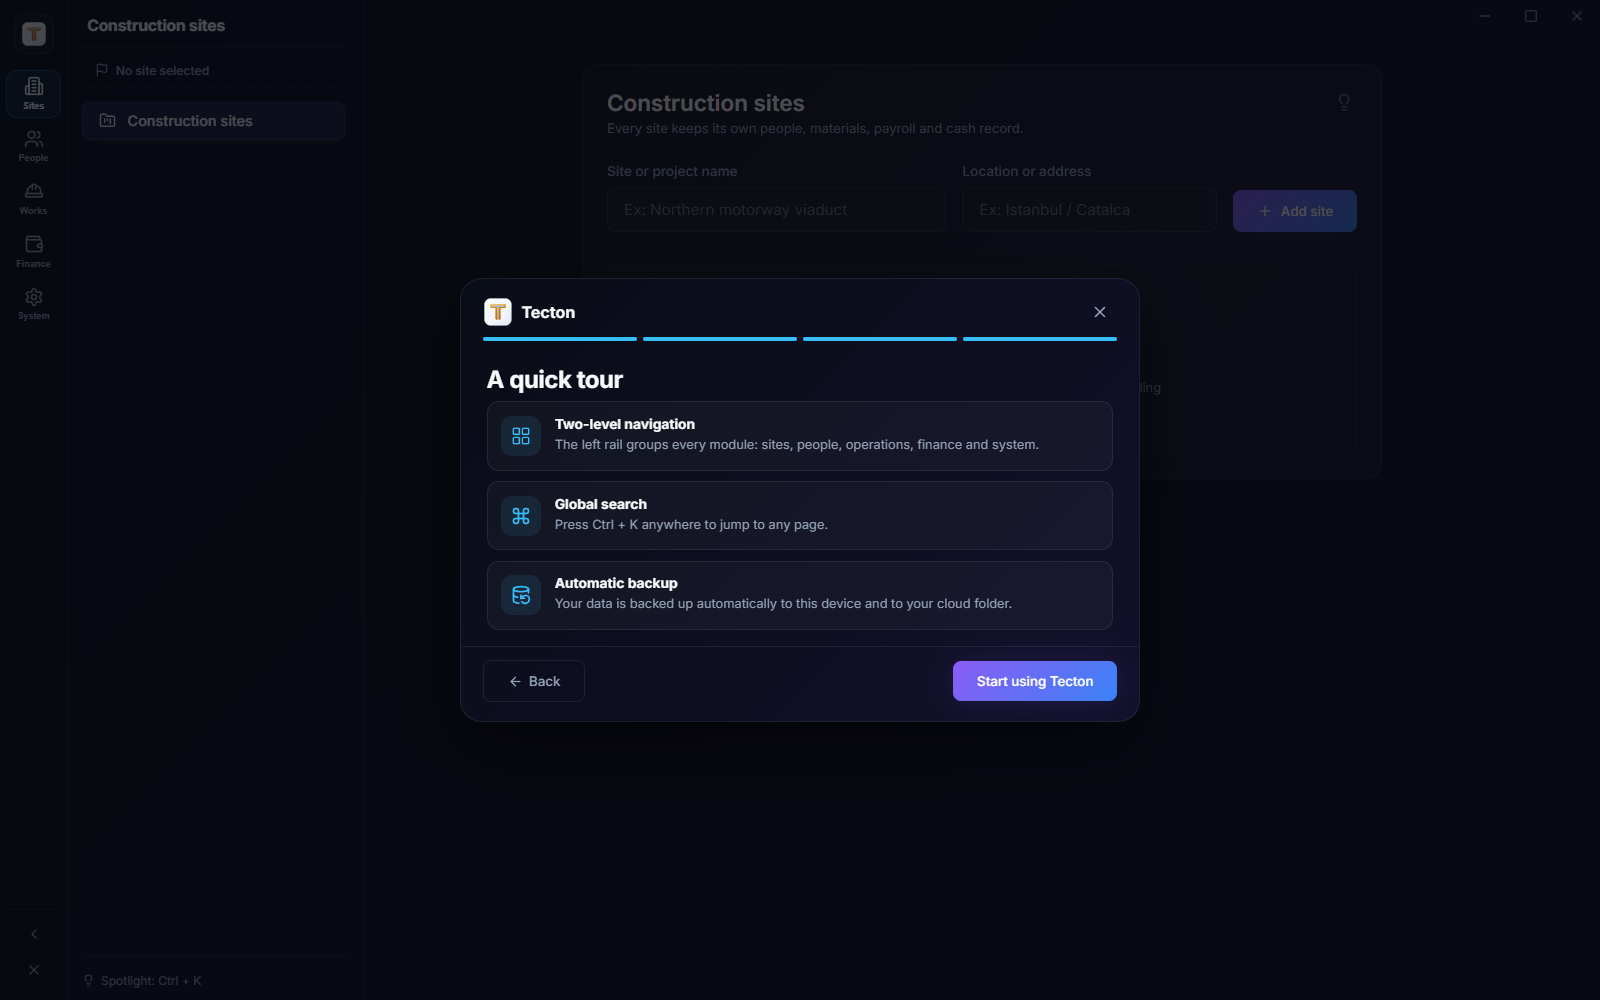 Construction sites
No site selected
Construction sites
Sites
People
Works
Finance
System
Spotlight: Ctrl + K
Construction sites
Every site keeps its own people, materials, payroll and cash record.
Site or project name
Location or address
Ex: Northern motorway viaduct
Ex: Istanbul / Catalca
Add site
Tecton
A quick tour
Two-level navigation
The left rail groups every module: sites, people, operations, finance and system.
Global search
Press Ctrl + K anywhere to jump to any page.
Automatic backup
Your data is backed up automatically to this device and to your cloud folder.
Back
Start using Tecton